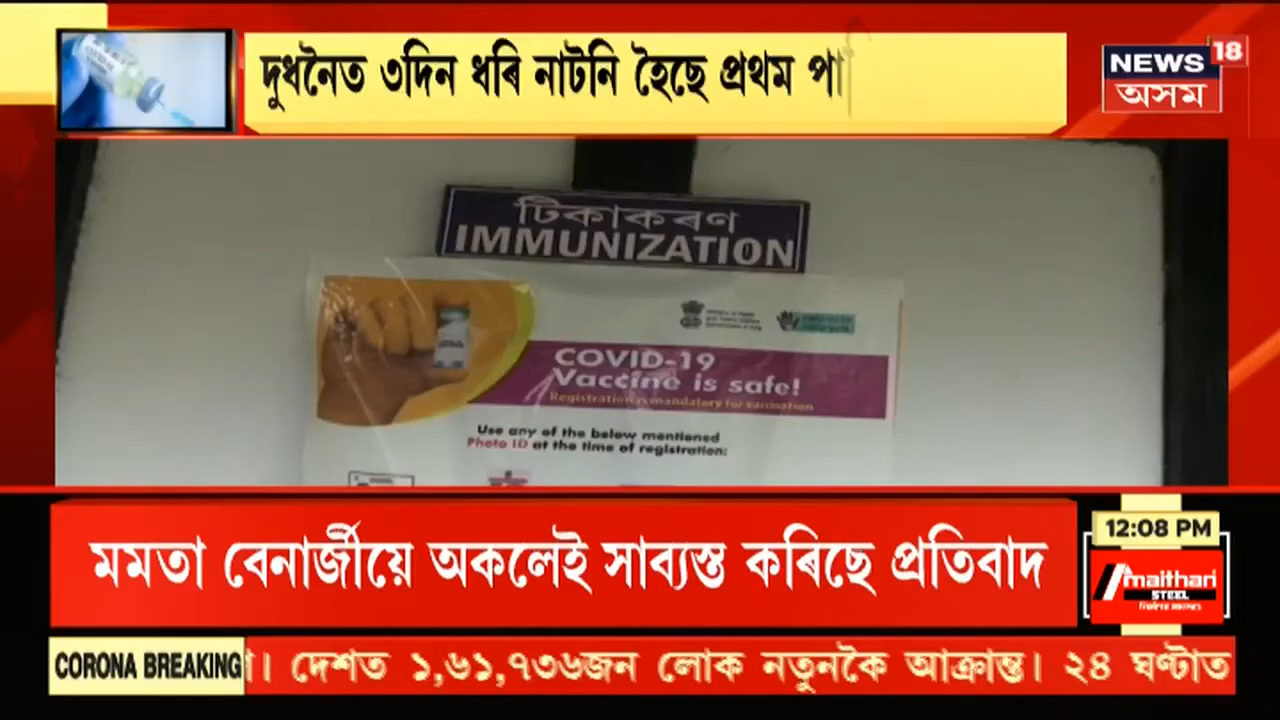 দুধনৈত ৩দিন ধৰি নাটনি হৈছে প্ৰথম
NEWS 18
অসম
টিকাকৰণ
IMMUNIZATION
COVID-19
Vaccine is safe!
Registration is mandatory for vaccination
Use any of the below mentioned
Photo ID at the time of registration:
মমতা বেনাৰ্জীয়ে অকলেই সাব্যস্ত কৰিছে প্ৰতিবাদ
12:08 PM
maithan
STEEL
CORONA BREAKING
। দেশত ১,৬১,৭৩৬জন লোক নতুনকৈ আক্ৰান্ত। ২৪ ঘণ্টাত